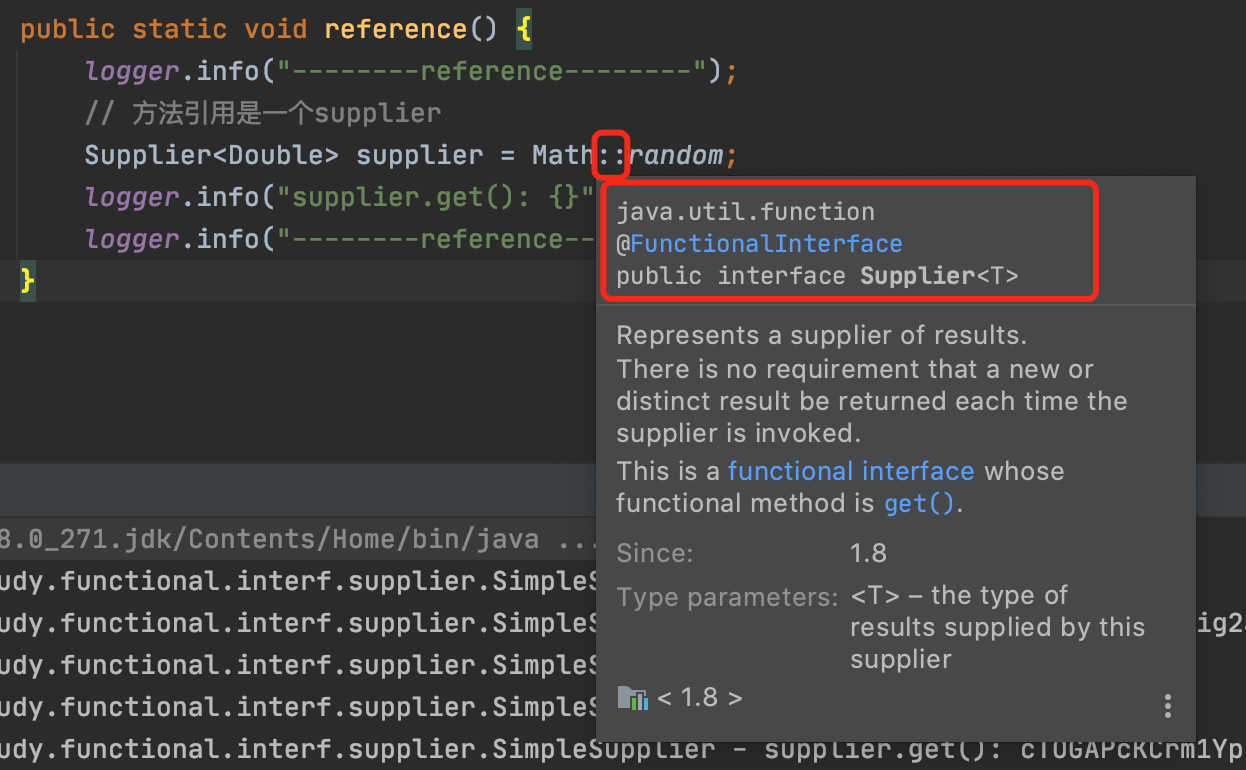 public static void reference() {
logger.info("--------reference--------");
// 方法引用是一个supplier
Supplier<Double> supplier = Math::random;
logger.info("supplier.get(): {}"
logger.info("--------reference--
}
java.util.function
@FunctionalInterface
public interface Supplier<T>
Represents a supplier of results.
There is no requirement that a new or
distinct result be returned each time the
supplier is invoked.
This is a functional interface whose
functional method is get().
Since: 1.8
Type parameters: <T> – the type of
results supplied by this
supplier
< 1.8 >
8.0_271.jdk/Contents/Home/bin/java ...
udy.functional.interf.supplier.SimpleS
udy.functional.interf.supplier.SimpleS
udy.functional.interf.supplier.SimpleS
udy.functional.interf.supplier.SimpleS
udy.functional.interf.supplier.SimpleSupplier - supplier.get():